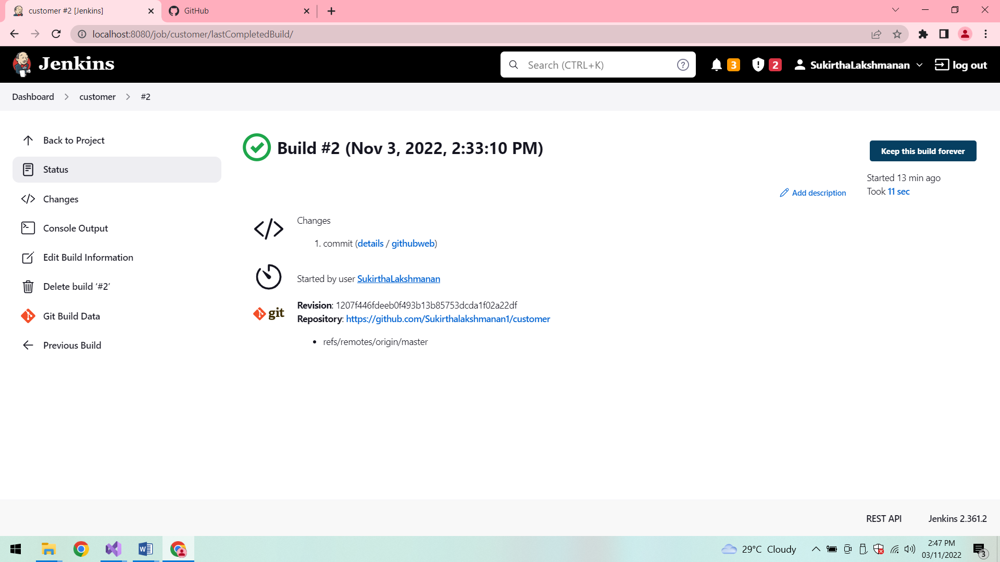 customer #2 [Jenkins]
GitHub
localhost:8080/job/customer/lastCompletedBuild/
Jenkins
Search (CTRL+K)
3
2
SukirthaLakshmanan
log out
Dashboard
customer
#2
Back to Project
Status
Changes
Console Output
Edit Build Information
Delete build ‘#2’
Git Build Data
Previous Build
Build #2 (Nov 3, 2022, 2:33:10 PM)
Keep this build forever
Started 13 min ago
Took 11 sec
Add description
Changes
1. commit (details / githubweb)
Started by user SukirthaLakshmanan
git
Revision: 1207f446fdeeb0f493b13b85753dcda1f02a22df
Repository: https://github.com/Sukirthalakshmanan1/customer
• refs/remotes/origin/master
REST API
Jenkins 2.361.2
29°C Cloudy
2:47 PM
03/11/2022
3